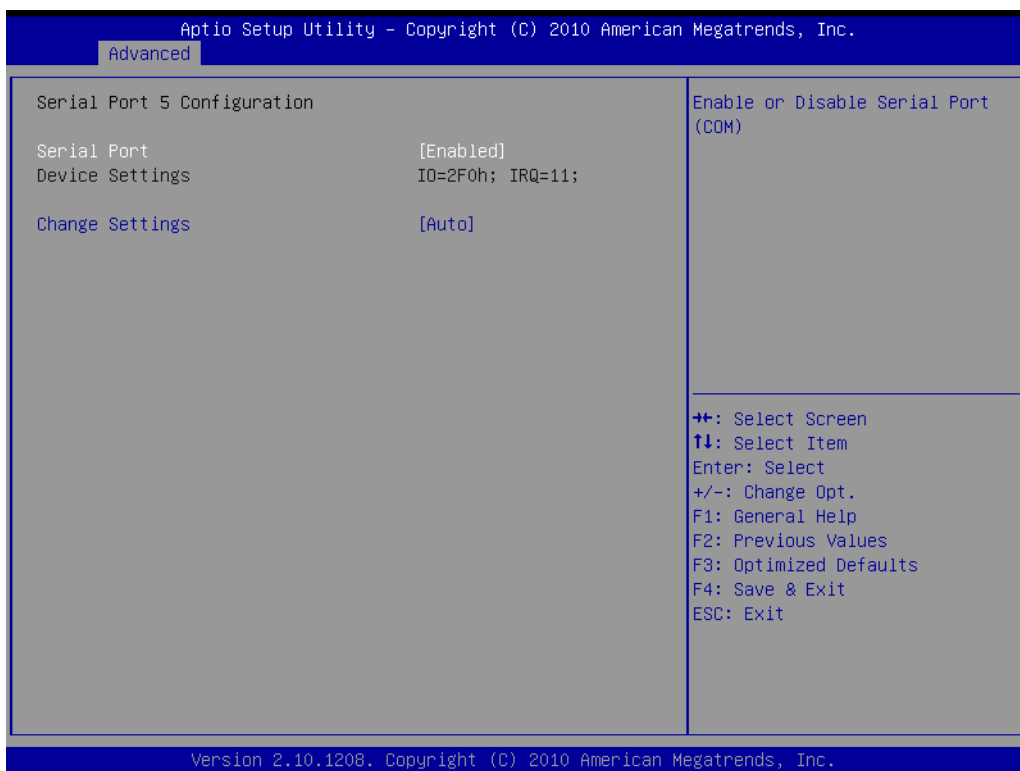 Aptio Setup Utility – Copyright (C) 2010 American Megatrends, Inc.
Advanced
Serial Port 5 Configuration
Serial Port [Enabled]
Device Settings IO=2F0h; IRQ=11;
Change Settings [Auto]
Enable or Disable Serial Port
(COM)
→←: Select Screen
↑↓: Select Item
Enter: Select
+/-: Change Opt.
F1: General Help
F2: Previous Values
F3: Optimized Defaults
F4: Save & Exit
ESC: Exit
Version 2.10.1208. Copyright (C) 2010 American Megatrends, Inc.